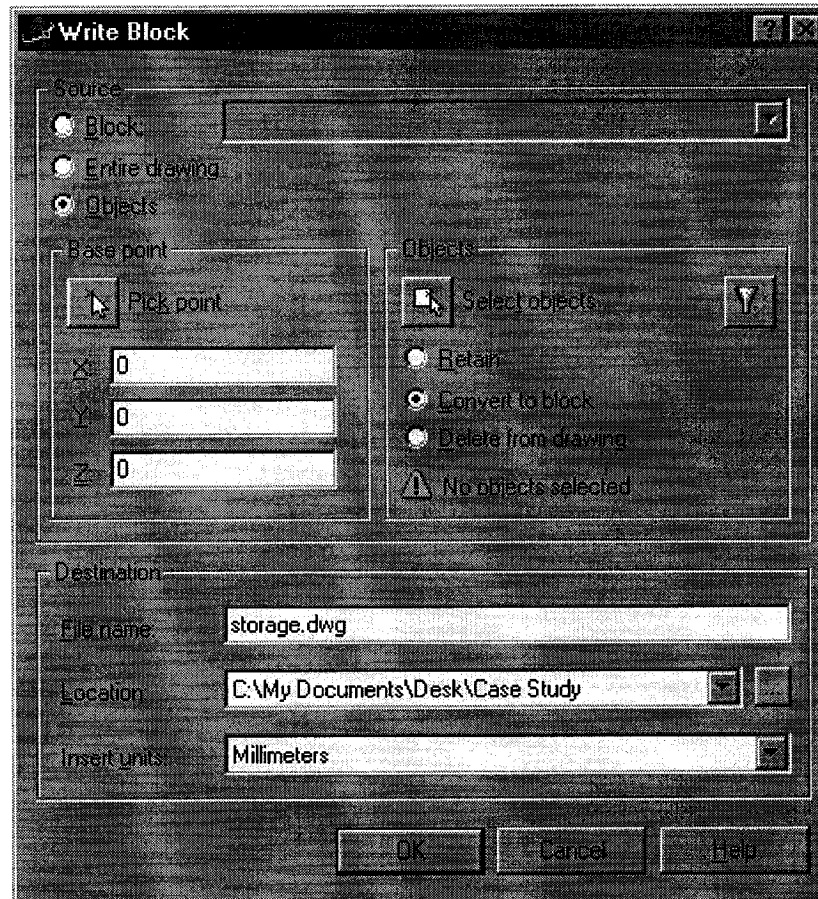 Write Block
Source
Block:
Entire drawing
Objects
Base point
Pick point
X: 0
Y: 0
Z: 0
Objects
Select objects
Retain
Convert to block
Delete from drawing
No objects selected
Destination
File name: storage.dwg
Location: C:\My Documents\Desk\Case Study ...
Insert units: Millimeters
OK Cancel Help